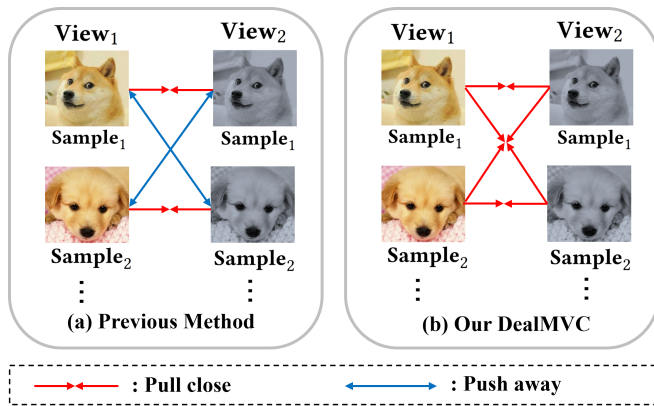 View₁ View₂
Sample₁ Sample₁
Sample₂ Sample₂
⋮ ⋮
(a) Previous Method
View₁ View₂
Sample₁ Sample₁
Sample₂ Sample₂
⋮ ⋮
(b) Our DealMVC
: Pull close : Push away